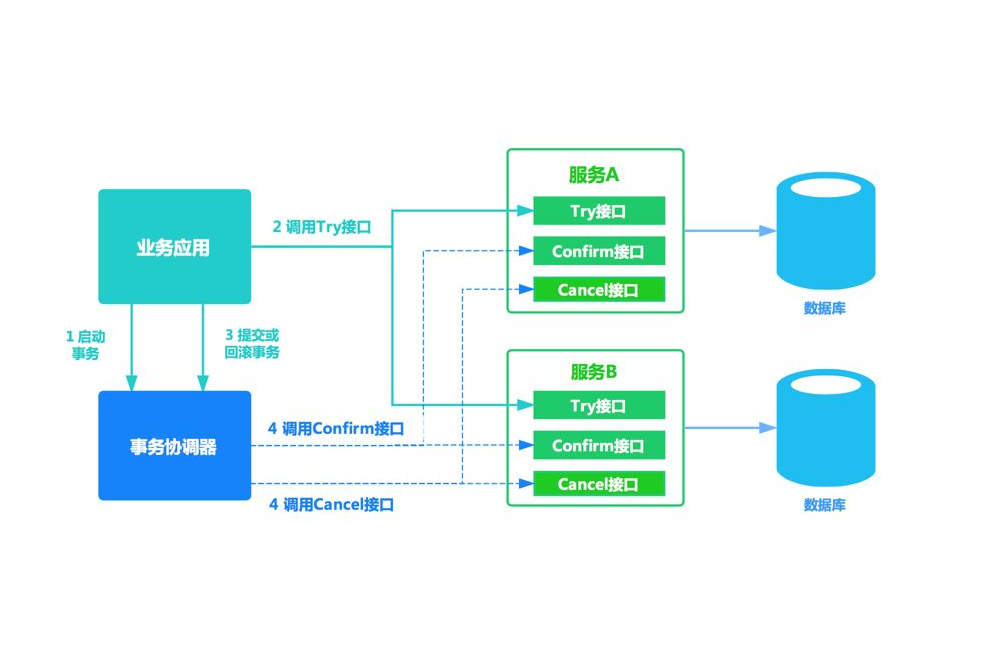 服务A
Try接口
业务应用
2 调用Try接口
Confirm接口
Cancel接口
数据库
1 启动
事务
3 提交或
回滚事务
服务B
Try接口
事务协调器
4 调用Confirm接口
Confirm接口
Cancel接口
4 调用Cancel接口
数据库